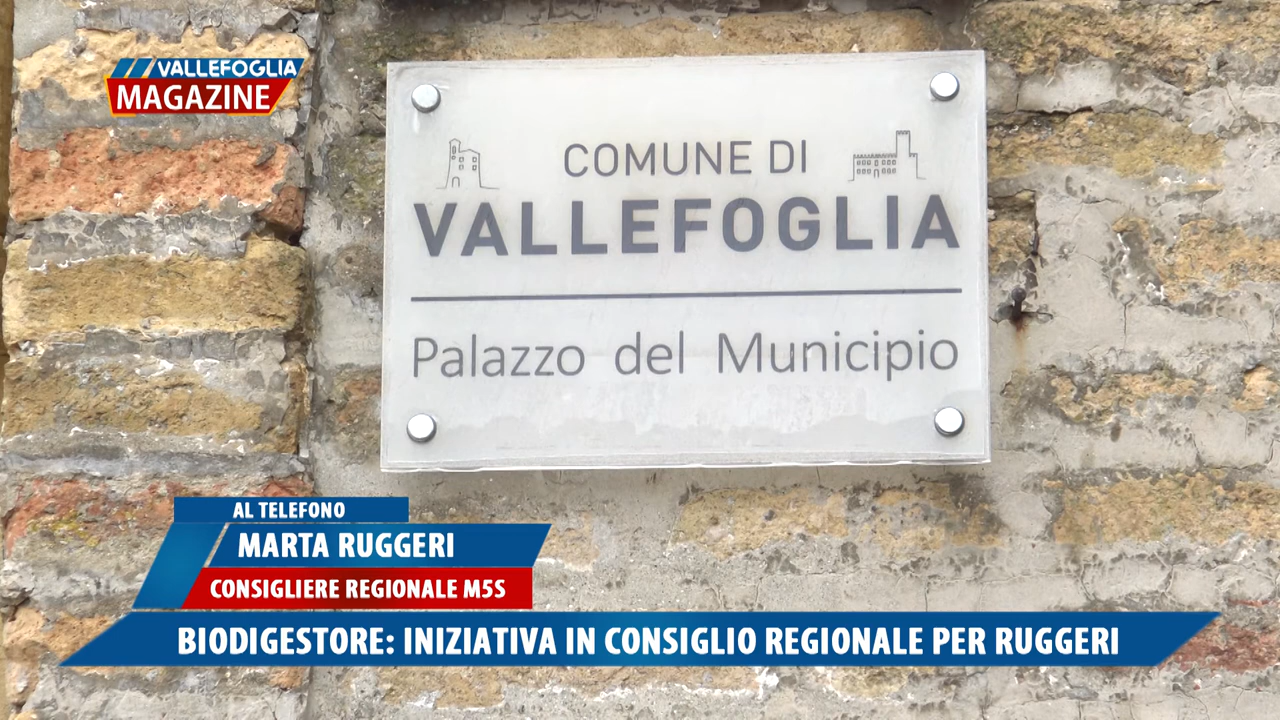 VALLEFOGLIA
MAGAZINE
COMUNE DI
VALLEFOGLIA
Palazzo del Municipio
AL TELEFONO
MARTA RUGGERI
CONSIGLIERE REGIONALE M5S
BIODIGESTORE: INIZIATIVA IN CONSIGLIO REGIONALE PER RUGGERI